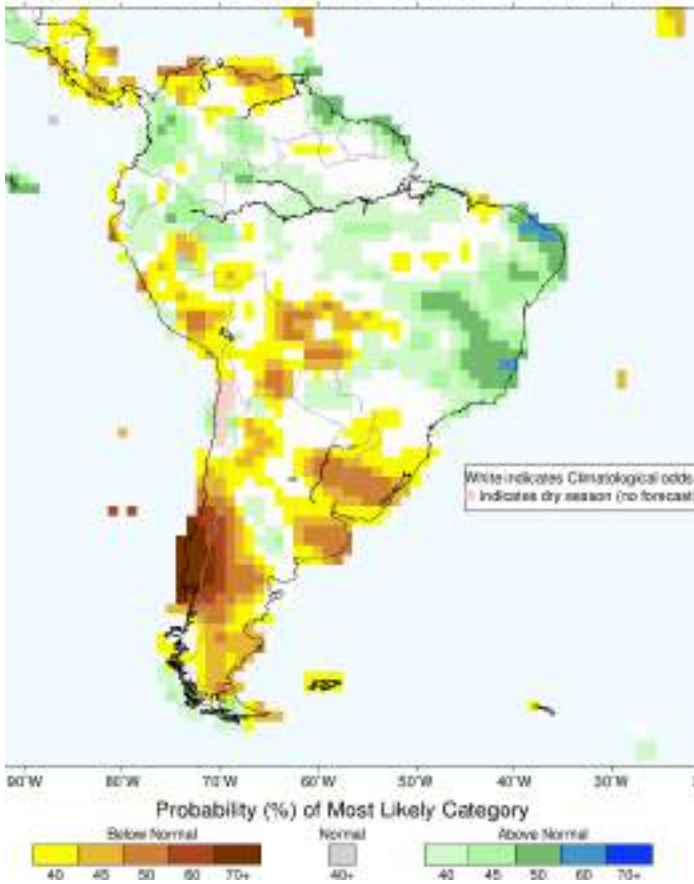 White indicates Climatological odds
Indicates dry season (no forecast
90°W 80°W 70°W 60°W 50°W 40°W 30°W
Probability (%) of Most Likely Category
Below Normal Normal Above Normal
40 45 50 60 70+ 40+ 40 45 50 60 70+